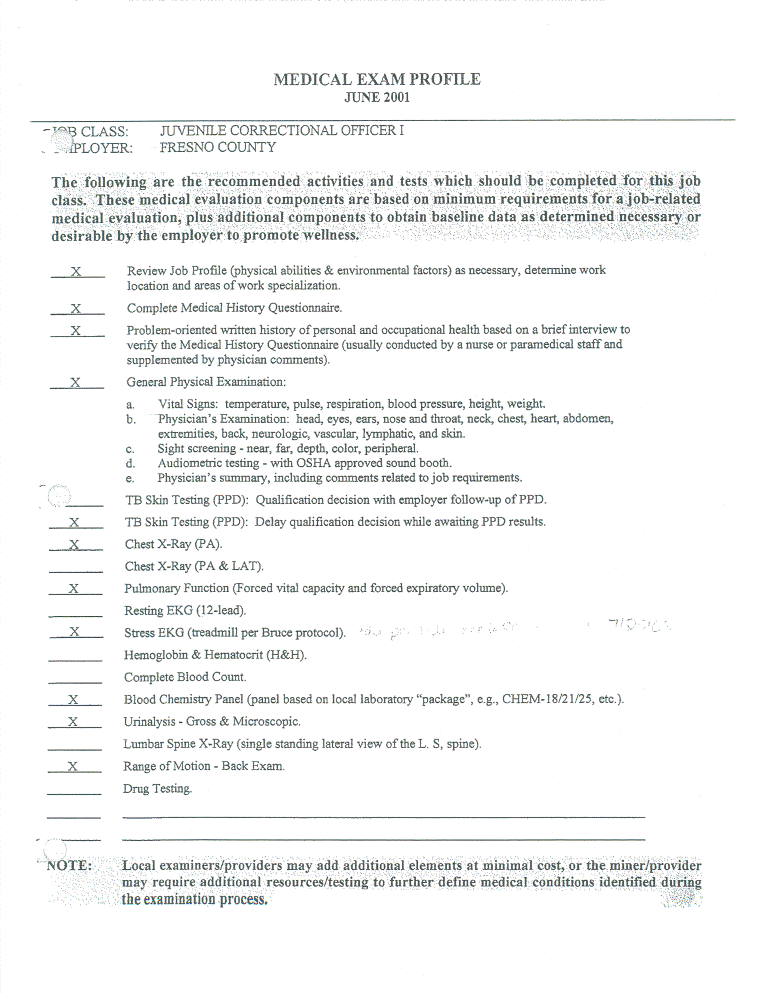 MEDICAL EXAM PROFILE
JUNE 2001
JOB CLASS: JUVENILE CORRECTIONAL OFFICER I
EMPLOYER: FRESNO COUNTY
The following are the recommended activities and tests which should be completed for this job
class. These medical evaluation components are based on minimum requirements for a job-related
medical evaluation, plus additional components to obtain baseline data as determined necessary or
desirable by the employer to promote wellness.
X Review Job Profile (physical abilities & environmental factors) as necessary, determine work
location and areas of work specialization.
X Complete Medical History Questionnaire.
X Problem-oriented written history of personal and occupational health based on a brief interview to
verify the Medical History Questionnaire (usually conducted by a nurse or paramedical staff and
supplemented by physician comments).
X General Physical Examination:
a. Vital Signs: temperature, pulse, respiration, blood pressure, height, weight.
b. Physician's Examination: head, eyes, ears, nose and throat, neck, chest, heart, abdomen,
extremities, back, neurologic, vascular, lymphatic, and skin.
c. Sight screening - near, far, depth, color, peripheral.
d. Audiometric testing - with OSHA approved sound booth.
e. Physician's summary, including comments related to job requirements.
TB Skin Testing (PPD): Qualification decision with employer follow-up of PPD.
X TB Skin Testing (PPD): Delay qualification decision while awaiting PPD results.
X Chest X-Ray (PA).
Chest X-Ray (PA & LAT).
X Pulmonary Function (Forced vital capacity and forced expiratory volume).
Resting EKG (12-lead).
X Stress EKG (treadmill per Bruce protocol).
Hemoglobin & Hematocrit (H&H).
Complete Blood Count.
X Blood Chemistry Panel (panel based on local laboratory "package", e.g., CHEM-18/21/25, etc.).
X Urinalysis - Gross & Microscopic.
Lumbar Spine X-Ray (single standing lateral view of the L. S, spine).
X Range of Motion - Back Exam.
Drug Testing.
NOTE: Local examiners/providers may add additional elements at minimal cost, or the miner/provider
may require additional resources/testing to further define medical conditions identified during
the examination process.